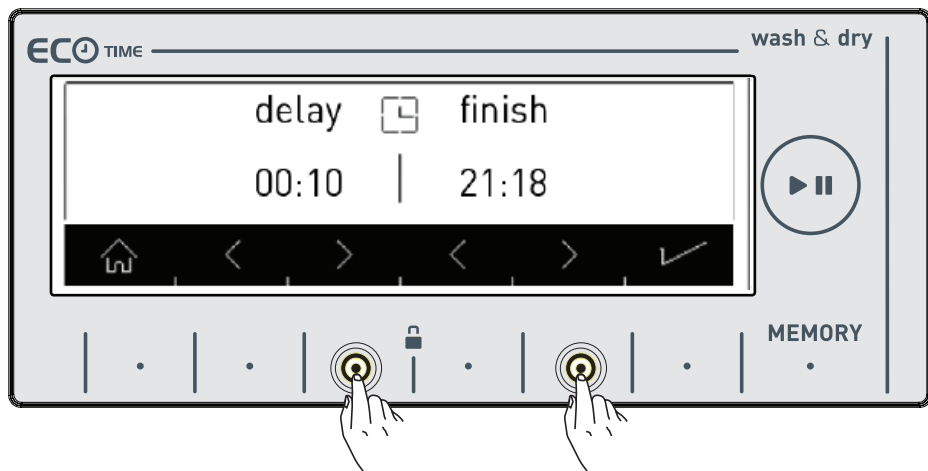 ECO TIME
wash & dry
delay finish
00:10 | 21:18
MEMORY